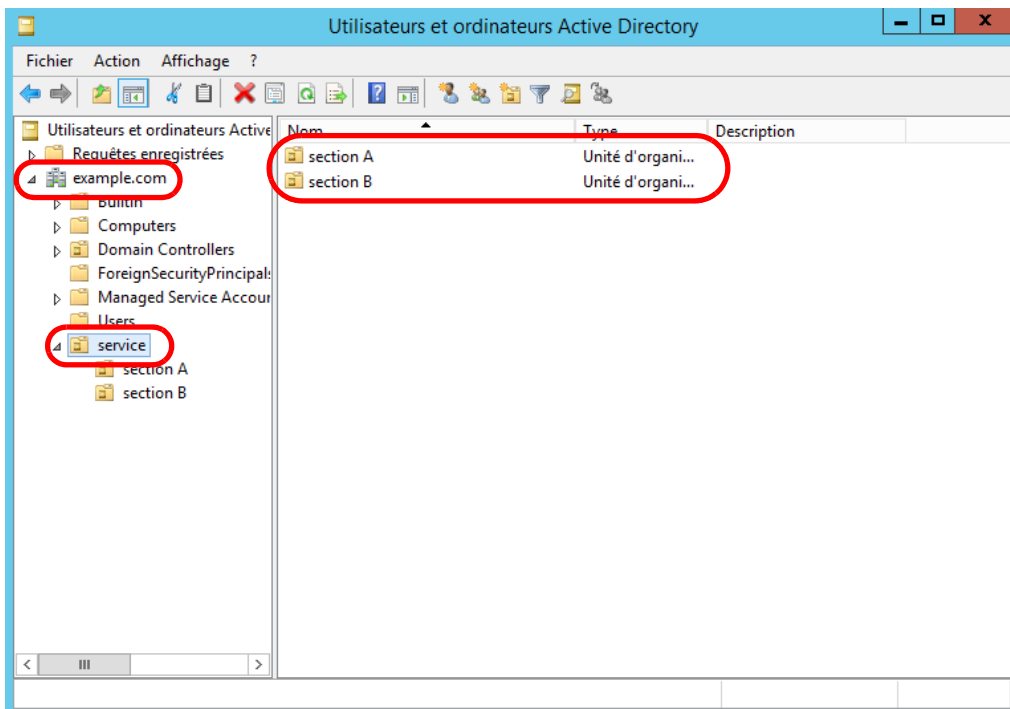 Utilisateurs et ordinateurs Active Directory
Fichier Action Affichage ?
Utilisateurs et ordinateurs Active
Requêtes enregistrées
example.com
Builtin
Computers
Domain Controllers
ForeignSecurityPrincipals
Managed Service Accour
Users
service
section A
section B
Nom Type Description
section A Unité d'organi...
section B Unité d'organi...